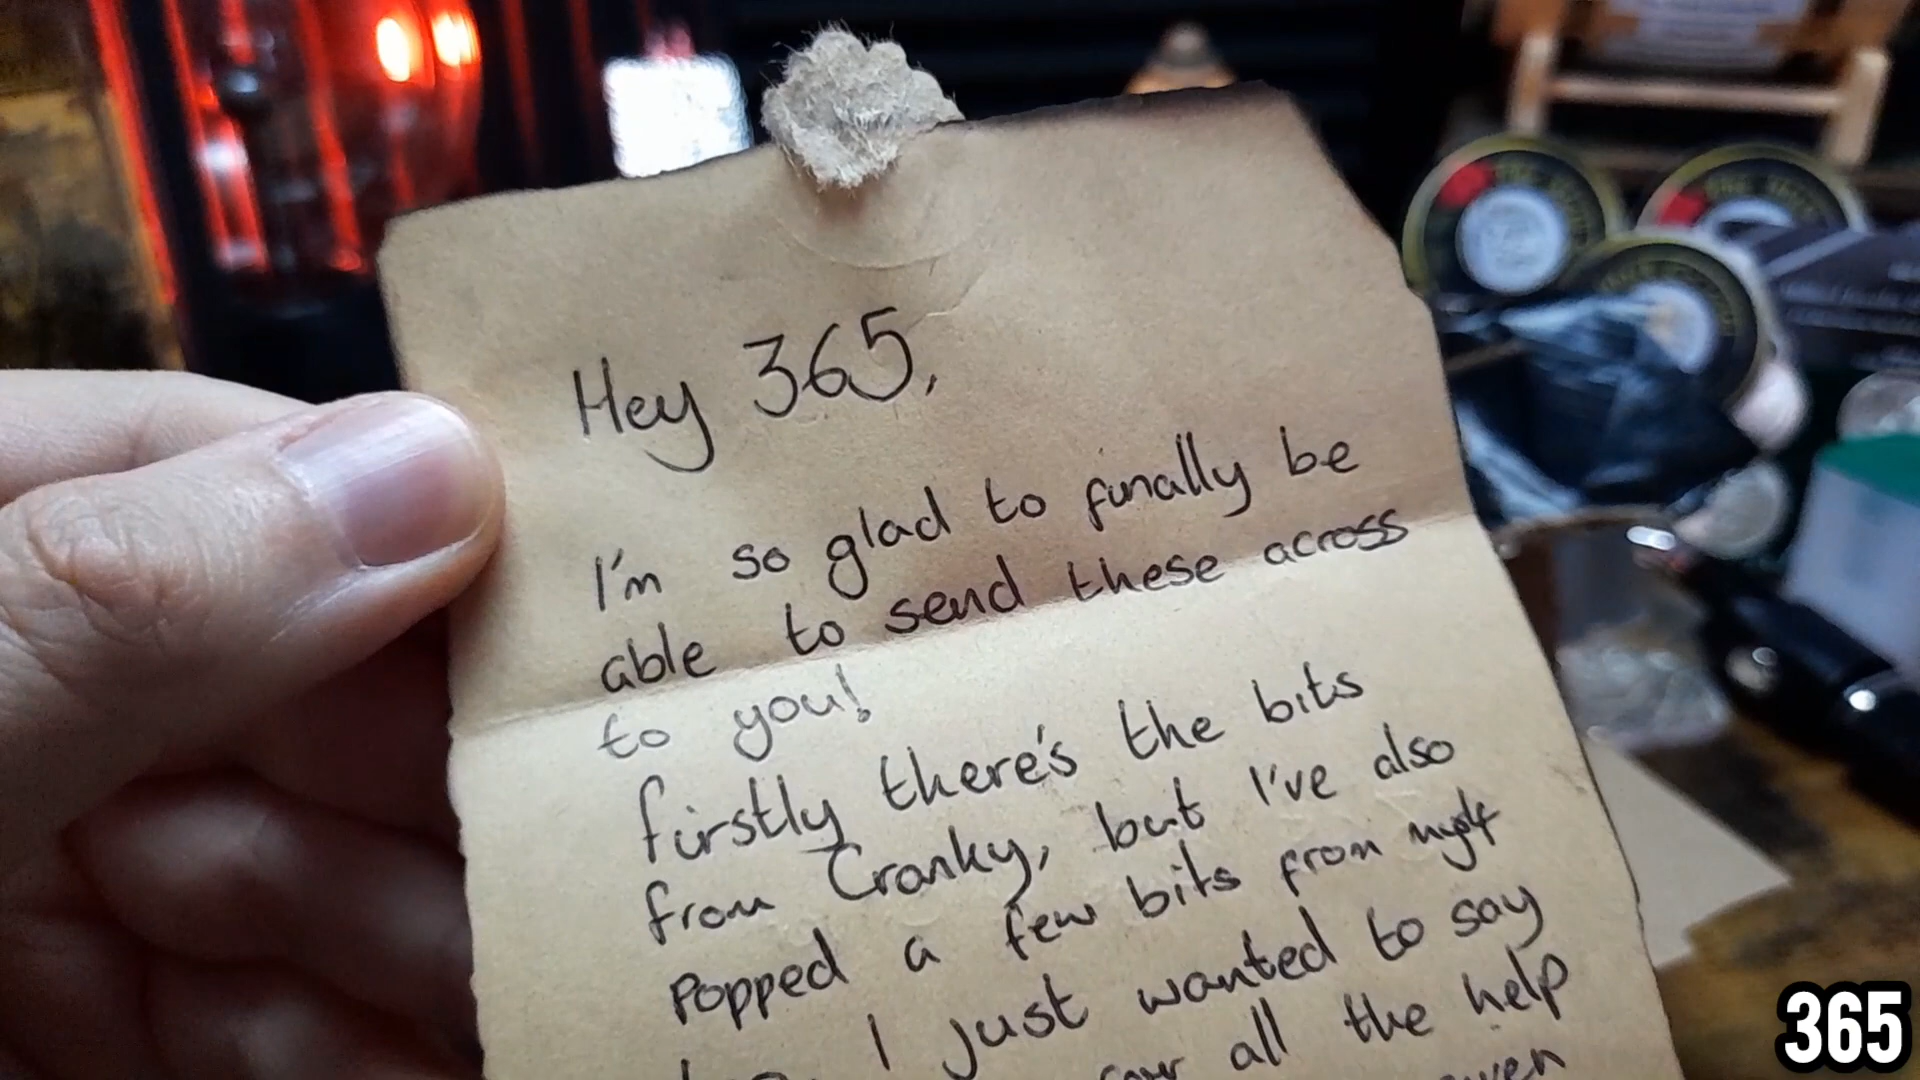 Hey 365,
I'm so glad to finally be
able to send these across
to you!
firstly there's the bits
from Cranky, but I've also
Popped a few bits from myself
I just wanted to say
all the help
365